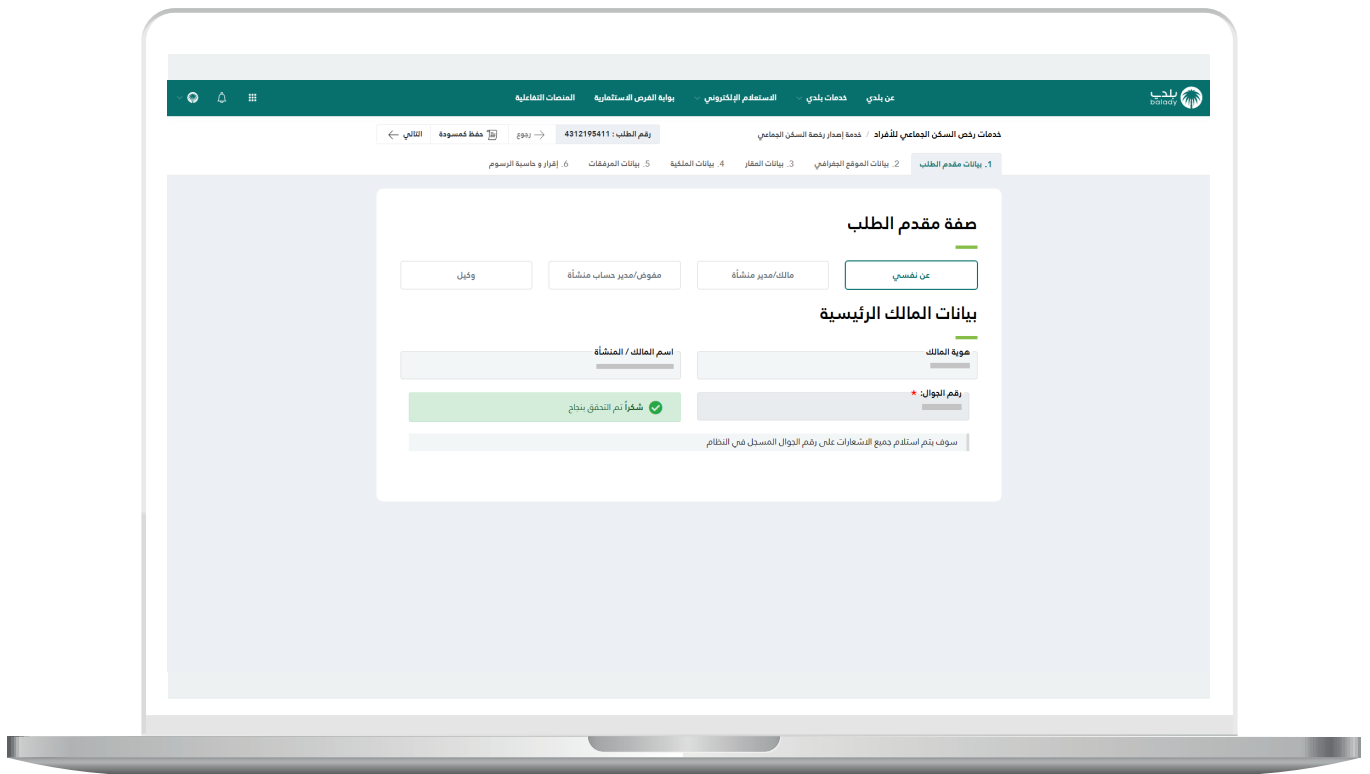 بلدي
balady
عن بلدي
خدمات بلدي
الاستعلام الإلكتروني
بوابة الفرص الاستثمارية
المنصات التفاعلية
خدمات رخص السكن الجماعي للأفراد / خدمة إصدار رخصة السكن الجماعي
رقم الطلب : 4312195411
رجوع
حفظ كمسودة
التالي
1. بيانات مقدم الطلب
2. بيانات الموقع الجغرافي
3. بيانات العقار
4. بيانات الملكية
5. بيانات المرفقات
6. إقرار و حاسبة الرسوم
صفة مقدم الطلب
عن نفسي
مالك/مدير منشأة
مفوض/مدير حساب منشأة
وكيل
بيانات المالك الرئيسية
هوية المالك
اسم المالك / المنشأة
رقم الجوال: *
شكراً تم التحقق بنجاح
سوف يتم استلام جميع الاشعارات على رقم الجوال المسجل في النظام